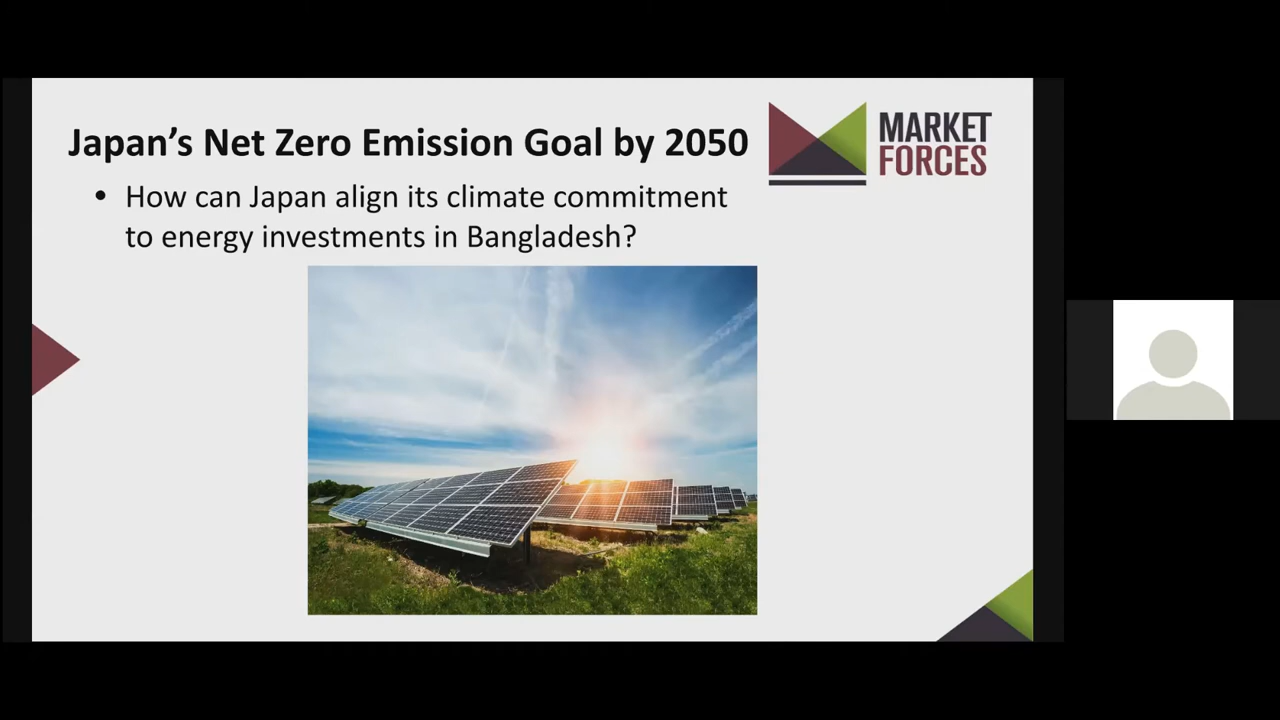 Japan's Net Zero Emission Goal by 2050
MARKET
FORCES
• How can Japan align its climate commitment
to energy investments in Bangladesh?